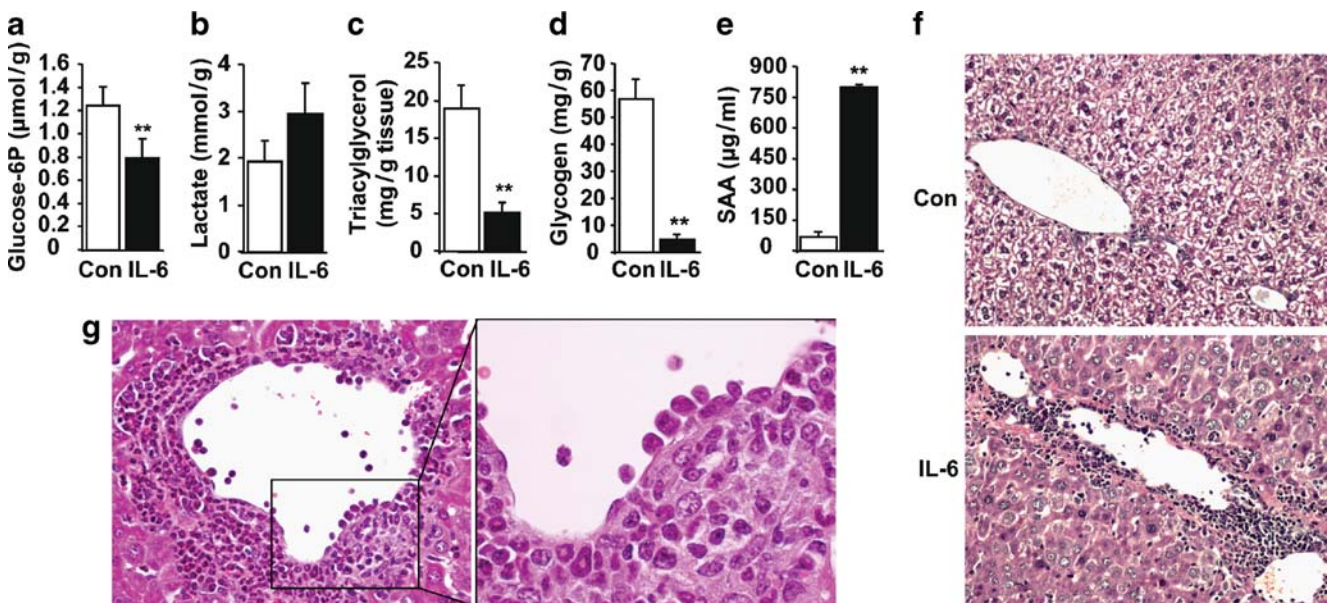 a
Glucose-6P (μmol/g)
1.6
1.4
1.2
1.0
0.8
0.6
0.4
0.2
0
**
Con IL-6
b
Lactate (mmol/g)
4
3
2
1
0
Con IL-6
c
Triacylglycerol
(mg/g tissue)
25
20
15
10
5
0
**
Con IL-6
d
Glycogen (mg/g)
70
60
50
40
30
20
10
0
**
Con IL-6
e
SAA (μg/ml)
900
750
600
450
300
150
0
**
Con IL-6
f
Con
IL-6
g